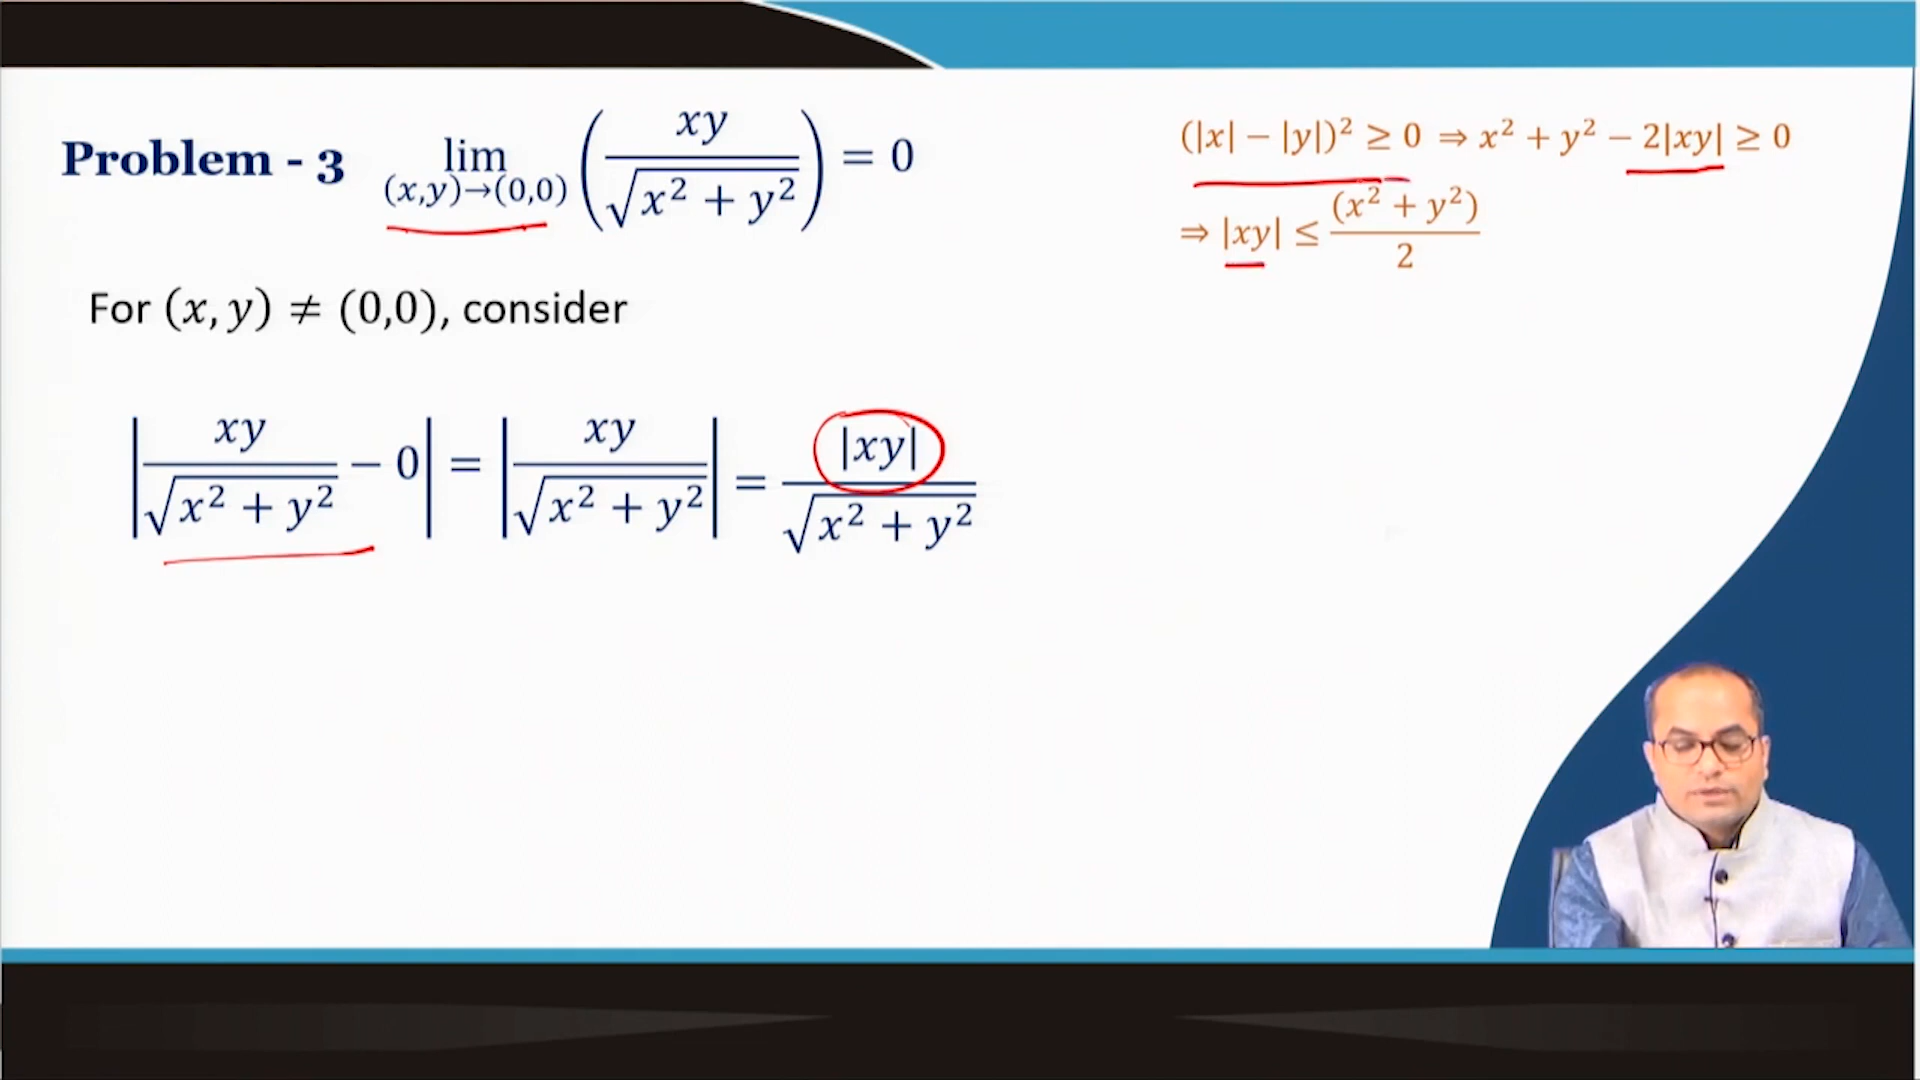 Problem - 3 lim (x,y)→(0,0) (xy / √(x² + y²)) = 0
(|x| − |y|)² ≥ 0 ⇒ x² + y² − 2|xy| ≥ 0
⇒ |xy| ≤ (x² + y²) / 2
For (x, y) ≠ (0,0), consider
|xy / √(x² + y²) − 0| = |xy / √(x² + y²)| = |xy| / √(x² + y²)